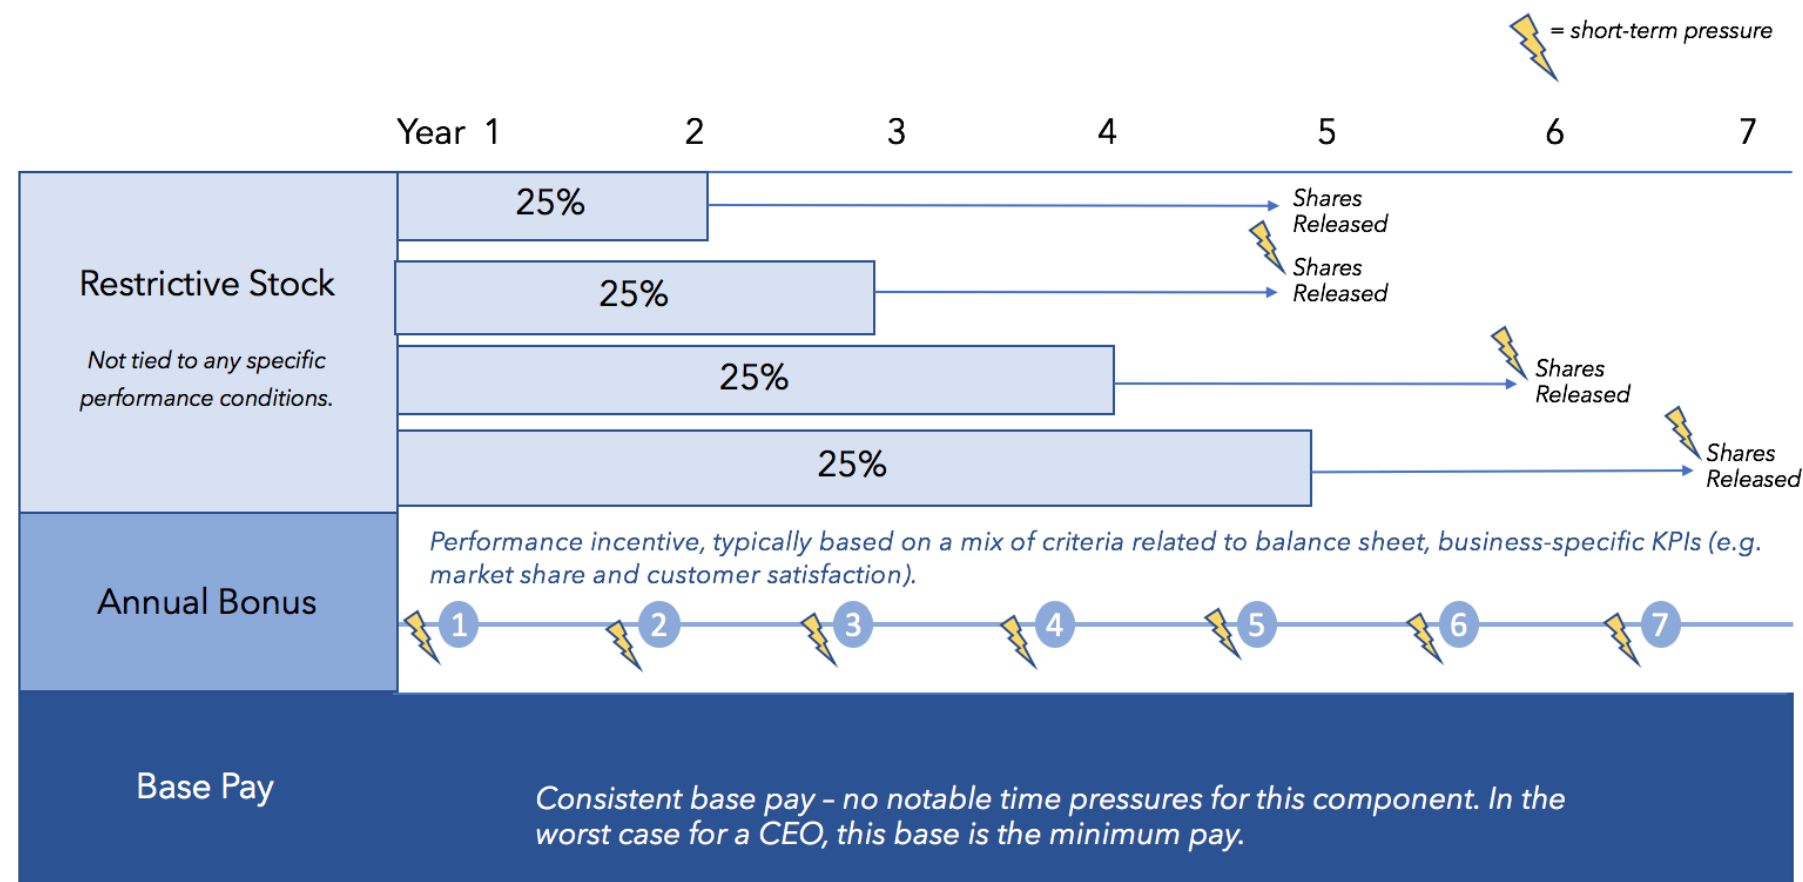 = short-term pressure
Year 1 2 3 4 5 6 7
25%
Shares
Released
25%
Shares
Released
Restrictive Stock
Not tied to any specific
performance conditions.
25%
Shares
Released
25%
Shares
Released
Performance incentive, typically based on a mix of criteria related to balance sheet, business-specific KPIs (e.g.
market share and customer satisfaction).
Annual Bonus
1 2 3 4 5 6 7
Base Pay
Consistent base pay – no notable time pressures for this component. In the
worst case for a CEO, this base is the minimum pay.